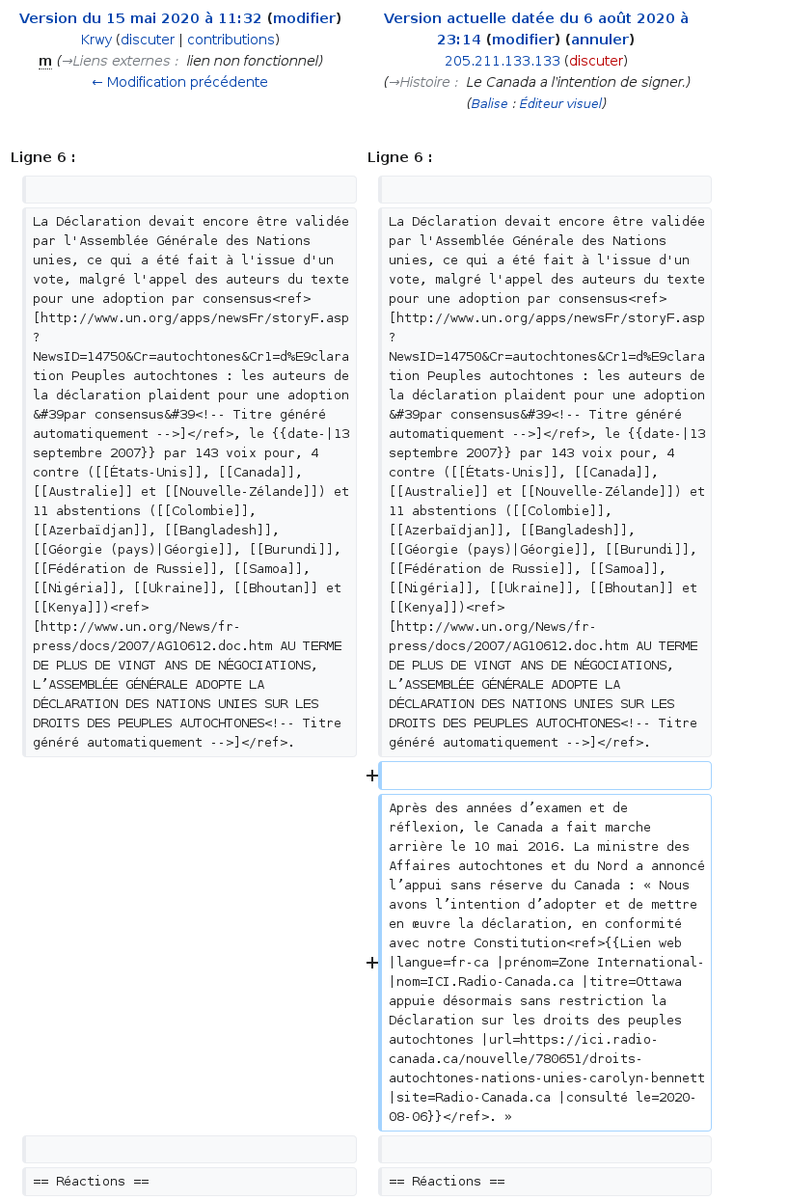 Version du 15 mai 2020 à 11:32 (modifier)
Krwy (discuter | contributions)
m (→Liens externes : lien non fonctionnel)
← Modification précédente
Version actuelle datée du 6 août 2020 à
23:14 (modifier) (annuler)
205.211.133.133 (discuter)
(→Histoire : Le Canada a l'intention de signer.)
(Balise : Éditeur visuel)
Ligne 6 :
Ligne 6 :
La Déclaration devait encore être validée
par l'Assemblée Générale des Nations
unies, ce qui a été fait à l'issue d'un
vote, malgré l'appel des auteurs du texte
pour une adoption par consensus<ref>
[http://www.un.org/apps/newsFr/storyF.asp
?
NewsID=14750&Cr=autochtones&Cr1=d%E9clara
tion Peuples autochtones : les auteurs de
la déclaration plaident pour une adoption
&#39par consensus&#39<!-- Titre généré
automatiquement -->]</ref>, le {{date-|13
septembre 2007}} par 143 voix pour, 4
contre ([[États-Unis]], [[Canada]],
[[Australie]] et [[Nouvelle-Zélande]]) et
11 abstentions ([[Colombie]],
[[Azerbaïdjan]], [[Bangladesh]],
[[Géorgie (pays)|Géorgie]], [[Burundi]],
[[Fédération de Russie]], [[Samoa]],
[[Nigéria]], [[Ukraine]], [[Bhoutan]] et
[[Kenya]])<ref>
[http://www.un.org/News/fr-
press/docs/2007/AG10612.doc.htm AU TERME
DE PLUS DE VINGT ANS DE NÉGOCIATIONS,
L’ASSEMBLÉE GÉNÉRALE ADOPTE LA
DÉCLARATION DES NATIONS UNIES SUR LES
DROITS DES PEUPLES AUTOCHTONES<!-- Titre
généré automatiquement -->]</ref>.
La Déclaration devait encore être validée
par l'Assemblée Générale des Nations
unies, ce qui a été fait à l'issue d'un
vote, malgré l'appel des auteurs du texte
pour une adoption par consensus<ref>
[http://www.un.org/apps/newsFr/storyF.asp
?
NewsID=14750&Cr=autochtones&Cr1=d%E9clara
tion Peuples autochtones : les auteurs de
la déclaration plaident pour une adoption
&#39par consensus&#39<!-- Titre généré
automatiquement -->]</ref>, le {{date-|13
septembre 2007}} par 143 voix pour, 4
contre ([[États-Unis]], [[Canada]],
[[Australie]] et [[Nouvelle-Zélande]]) et
11 abstentions ([[Colombie]],
[[Azerbaïdjan]], [[Bangladesh]],
[[Géorgie (pays)|Géorgie]], [[Burundi]],
[[Fédération de Russie]], [[Samoa]],
[[Nigéria]], [[Ukraine]], [[Bhoutan]] et
[[Kenya]])<ref>
[http://www.un.org/News/fr-
press/docs/2007/AG10612.doc.htm AU TERME
DE PLUS DE VINGT ANS DE NÉGOCIATIONS,
L’ASSEMBLÉE GÉNÉRALE ADOPTE LA
DÉCLARATION DES NATIONS UNIES SUR LES
DROITS DES PEUPLES AUTOCHTONES<!-- Titre
généré automatiquement -->]</ref>.
+
+
Après des années d’examen et de
réflexion, le Canada a fait marche
arrière le 10 mai 2016. La ministre des
Affaires autochtones et du Nord a annoncé
l’appui sans réserve du Canada : « Nous
avons l’intention d’adopter et de mettre
en œuvre la déclaration, en conformité
avec notre Constitution<ref>{{Lien web
|langue=fr-ca |prénom=Zone International-
|nom=ICI.Radio-Canada.ca |titre=Ottawa
appuie désormais sans restriction la
Déclaration sur les droits des peuples
autochtones |url=https://ici.radio-
canada.ca/nouvelle/780651/droits-
autochtones-nations-unies-carolyn-bennett
|site=Radio-Canada.ca |consulté le=2020-
08-06}}</ref>. »
== Réactions ==
== Réactions ==